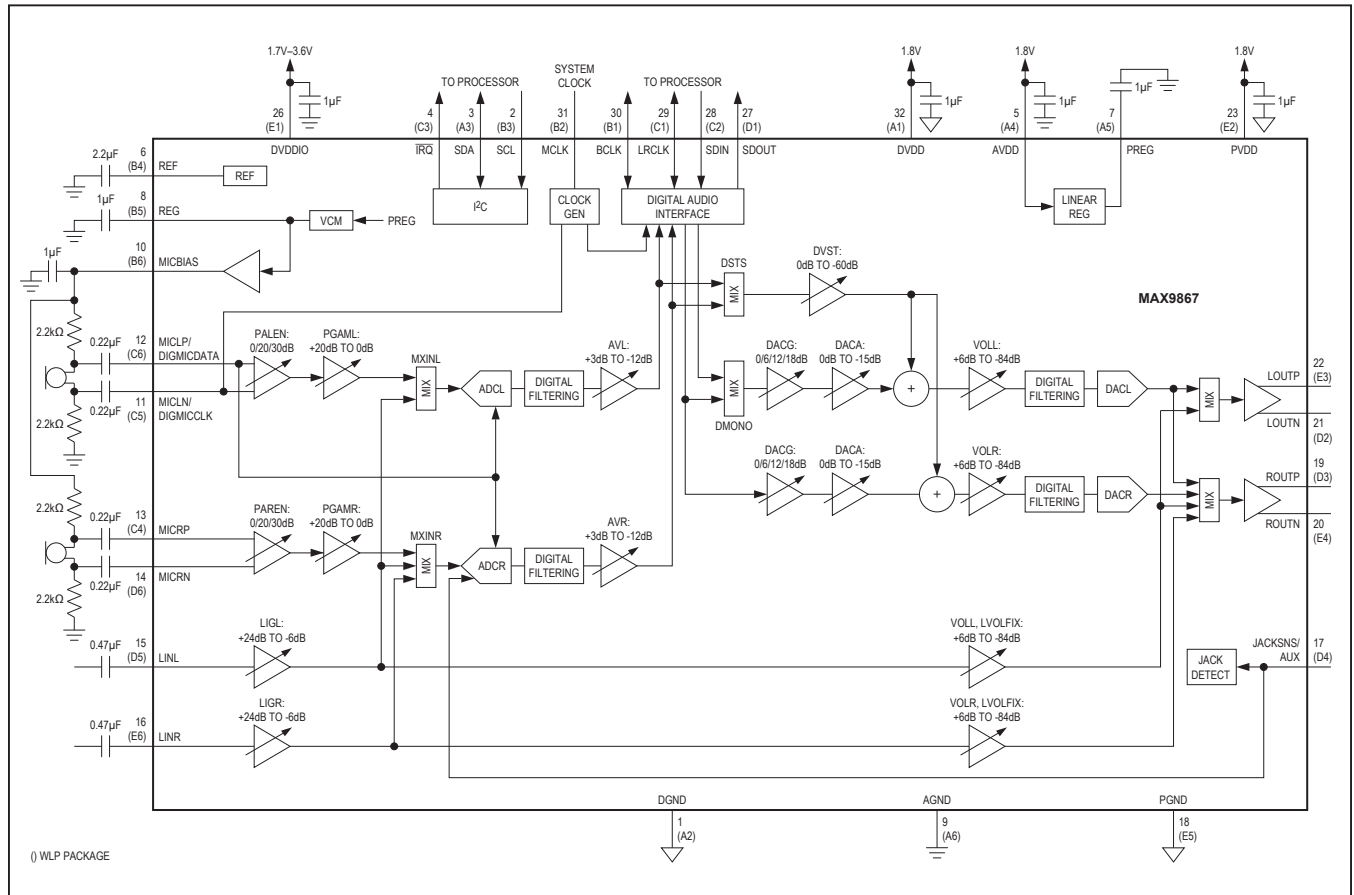 1.7V–3.6V
1µF
26
(E1)
DVDDIO
TO PROCESSOR
4
(C3)
IRQ
3
(A3)
SDA
2
(B3)
SCL
SYSTEM
CLOCK
31
(B2)
MCLK
TO PROCESSOR
30
(B1)
BCLK
29
(C1)
LRCLK
28
(C2)
SDIN
27
(D1)
SDOUT
1.8V
1µF
32
(A1)
DVDD
1.8V
1µF
5
(A4)
AVDD
1µF
7
(A5)
PREG
1.8V
1µF
23
(E2)
PVDD
2.2µF
6
(B4)
REF
REF
1µF
8
(B5)
REG
VCM
PREG
I2C
CLOCK
GEN
DIGITAL AUDIO
INTERFACE
LINEAR
REG
1µF
10
(B6)
MICBIAS
DSTS
MIX
DVST:
0dB TO -60dB
MAX9867
2.2kΩ
0.22µF
12
(C6)
MICLP/
DIGMICDATA
0.22µF
11
(C5)
MICLN/
DIGMICCLK
2.2kΩ
PALEN:
0/20/30dB
PGAML:
+20dB TO 0dB
MXINL
MIX
ADCL
DIGITAL
FILTERING
AVL:
+3dB TO -12dB
MIX
DMONO
DACG:
0/6/12/18dB
DACA:
0dB TO -15dB
+
VOLL:
+6dB TO -84dB
DIGITAL
FILTERING
DACL
MIX
22
(E3)
LOUTP
LOUTN
21
(D2)
DACG:
0/6/12/18dB
DACA:
0dB TO -15dB
+
VOLR:
+6dB TO -84dB
DIGITAL
FILTERING
DACR
MIX
19
(D3)
ROUTP
ROUTN
20
(E4)
2.2kΩ
0.22µF
13
(C4)
MICRP
0.22µF
14
(D6)
MICRN
2.2kΩ
PAREN:
0/20/30dB
PGAMR:
+20dB TO 0dB
MXINR
MIX
ADCR
DIGITAL
FILTERING
AVR:
+3dB TO -12dB
0.47µF
15
(D5)
LINL
LIGL:
+24dB TO -6dB
VOLL, LVOLFIX:
+6dB TO -84dB
JACK
DETECT
JACKSNS/
AUX
17
(D4)
0.47µF
16
(E6)
LINR
LIGR:
+24dB TO -6dB
VOLR, LVOLFIX:
+6dB TO -84dB
DGND
1
(A2)
AGND
9
(A6)
PGND
18
(E5)
() WLP PACKAGE